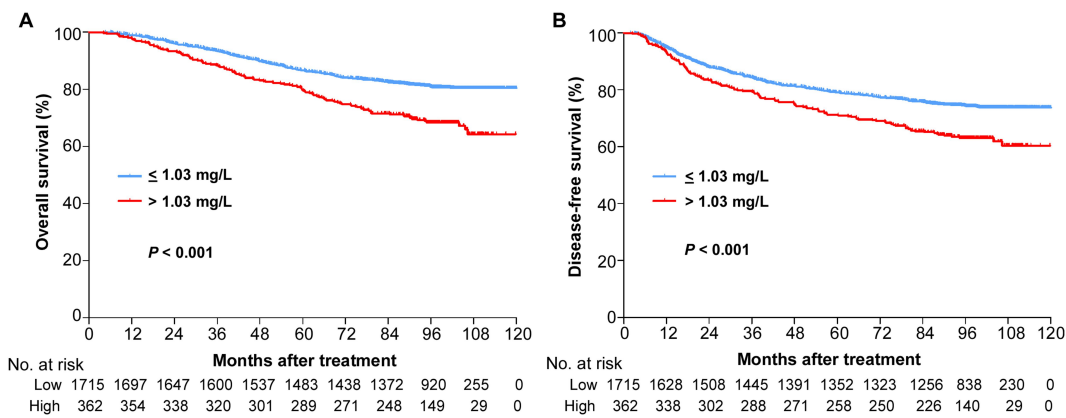 A
Overall survival (%)
100
80
60
40
20
0
≤ 1.03 mg/L
> 1.03 mg/L
P < 0.001
0 12 24 36 48 60 72 84 96 108 120
Months after treatment
No. at risk
Low 1715 1697 1647 1600 1537 1483 1438 1372 920 255 0
High 362 354 338 320 301 289 271 248 149 29 0
B
Disease-free survival (%)
100
80
60
40
20
0
≤ 1.03 mg/L
> 1.03 mg/L
P < 0.001
0 12 24 36 48 60 72 84 96 108 120
Months after treatment
No. at risk
Low 1715 1628 1508 1445 1391 1352 1323 1256 838 230 0
High 362 338 302 288 271 258 250 226 140 29 0